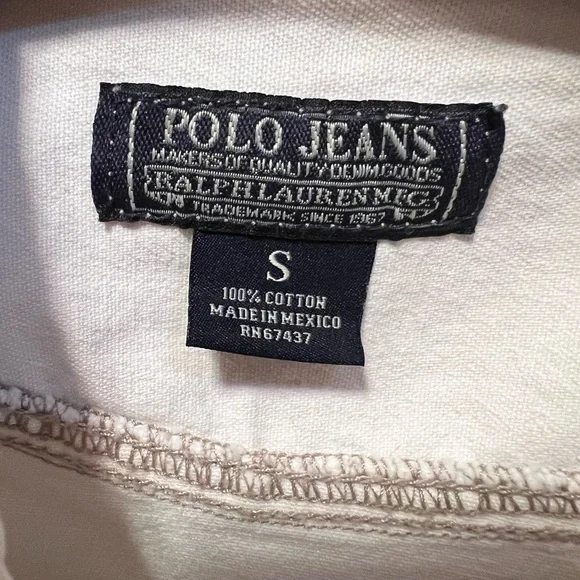 POLO JEANS
MAKERS OF QUALITY DENIM GOODS
RALPH LAUREN MFG.
TRADEMARK SINCE 1967
S
100% COTTON
MADE IN MEXICO
RN67437